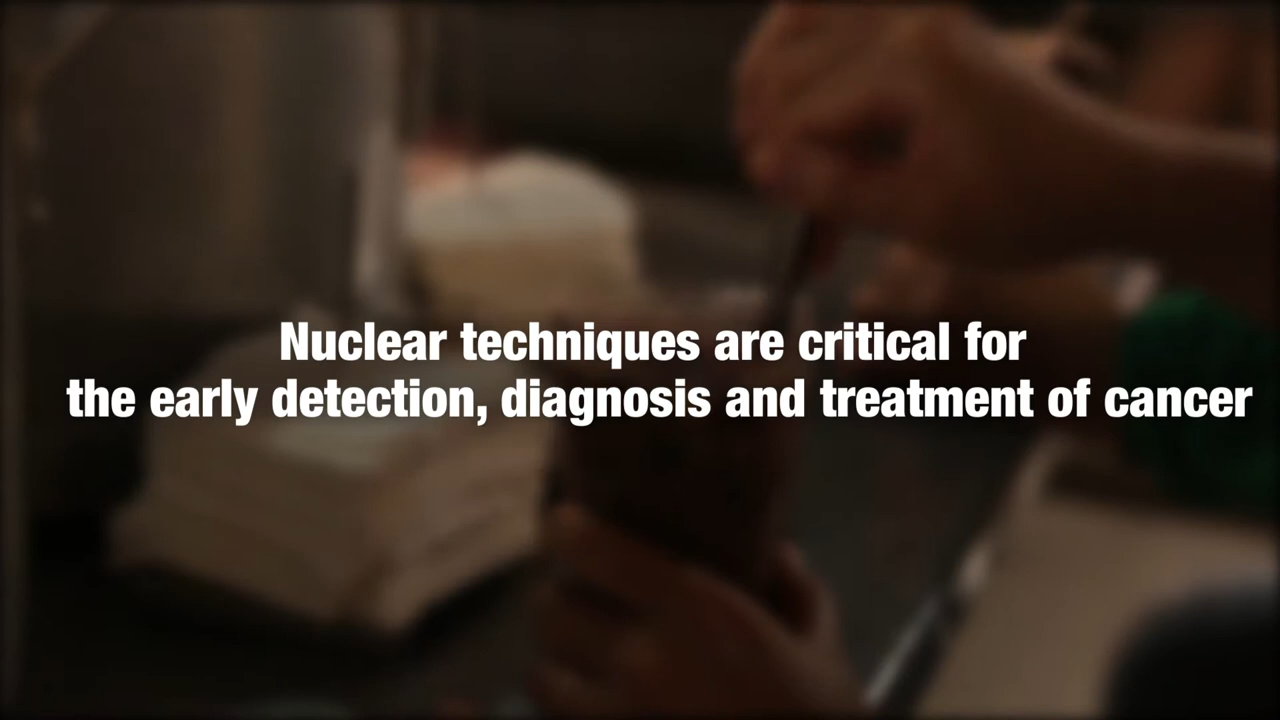 Nuclear techniques are critical for
the early detection, diagnosis and treatment of cancer